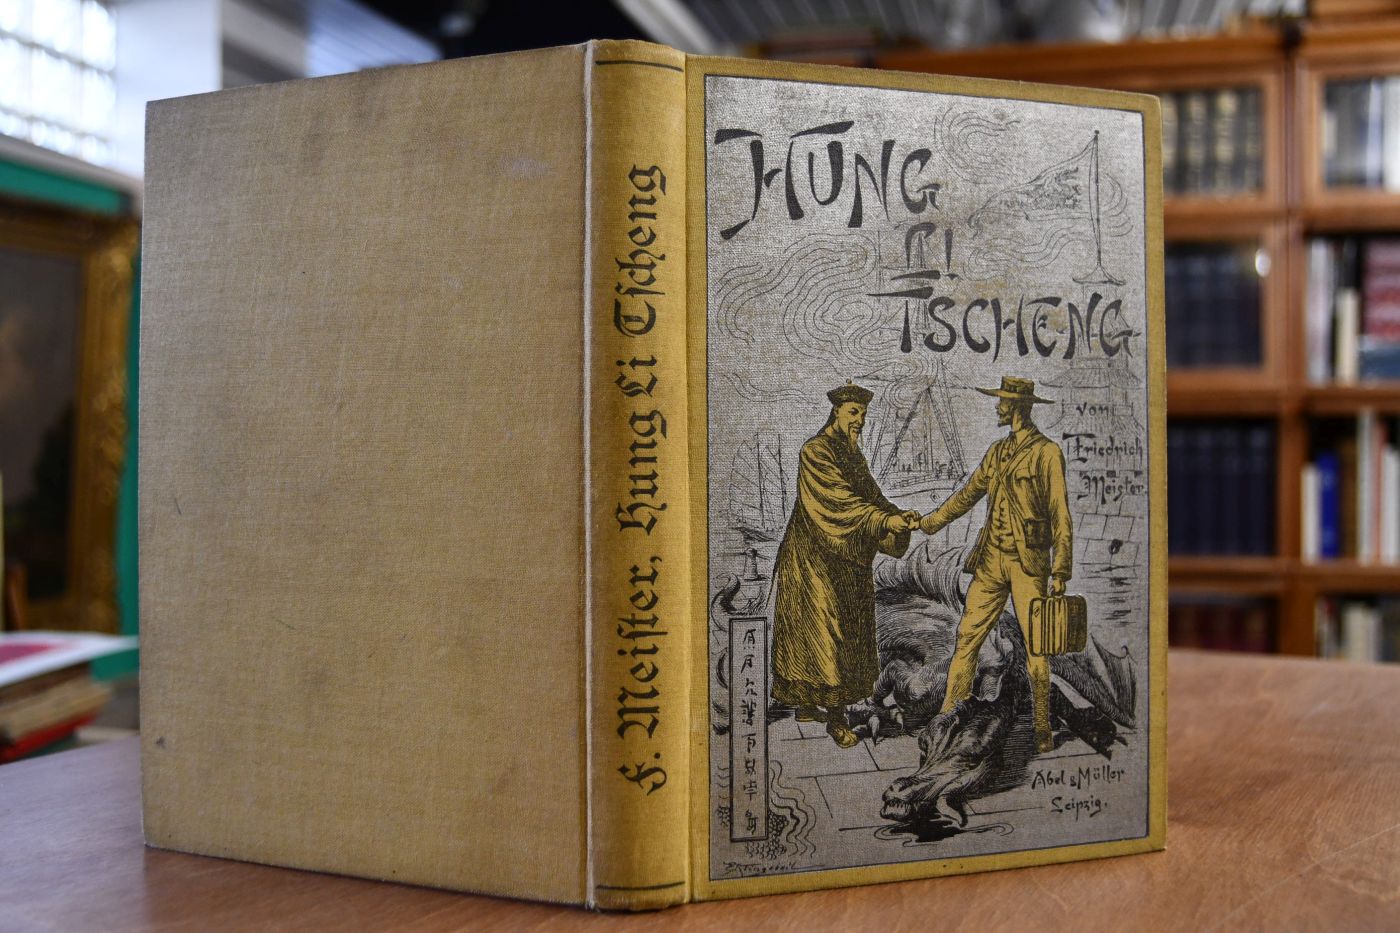 F. Meister, Hung Li Tscheng
HUNG
LI
TSCHENG
von
Friedrich
Meister.
Abel & Müller
Leipzig.